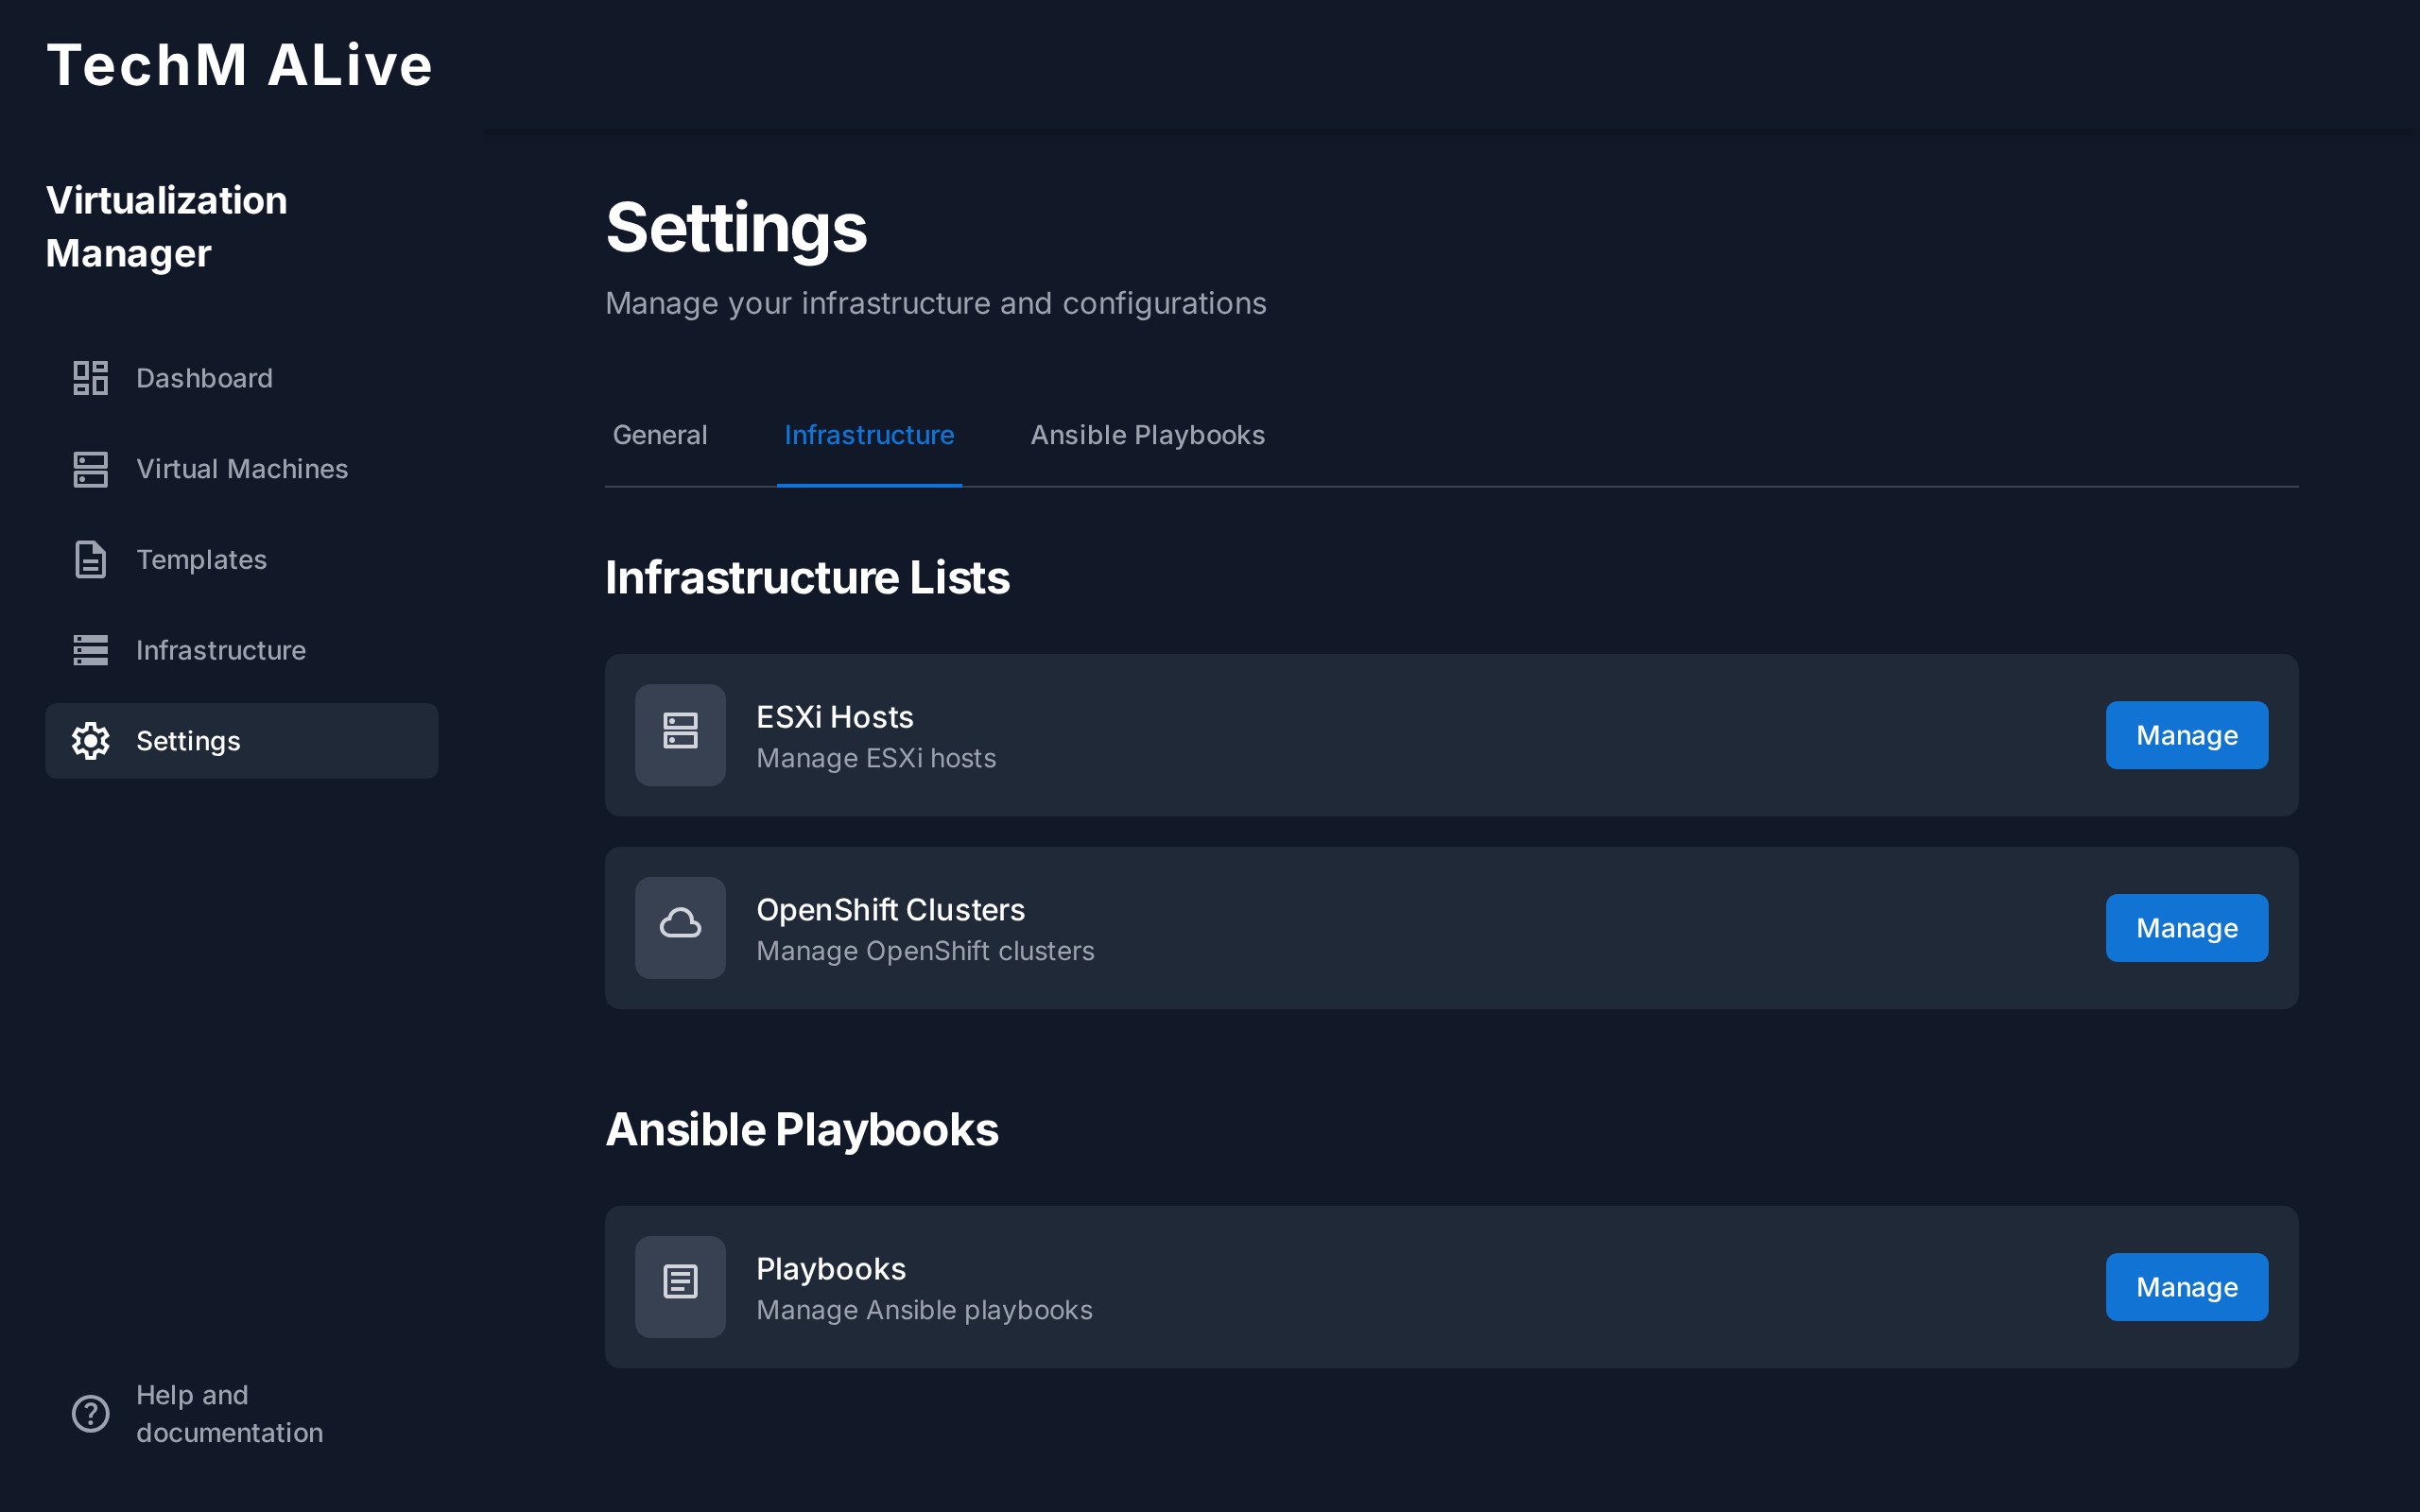 TechM ALive
Virtualization
Manager
Dashboard
Virtual Machines
Templates
Infrastructure
Settings
Help and
documentation
Settings
Manage your infrastructure and configurations
General
Infrastructure
Ansible Playbooks
Infrastructure Lists
ESXi Hosts
Manage ESXi hosts
Manage
OpenShift Clusters
Manage OpenShift clusters
Manage
Ansible Playbooks
Playbooks
Manage Ansible playbooks
Manage